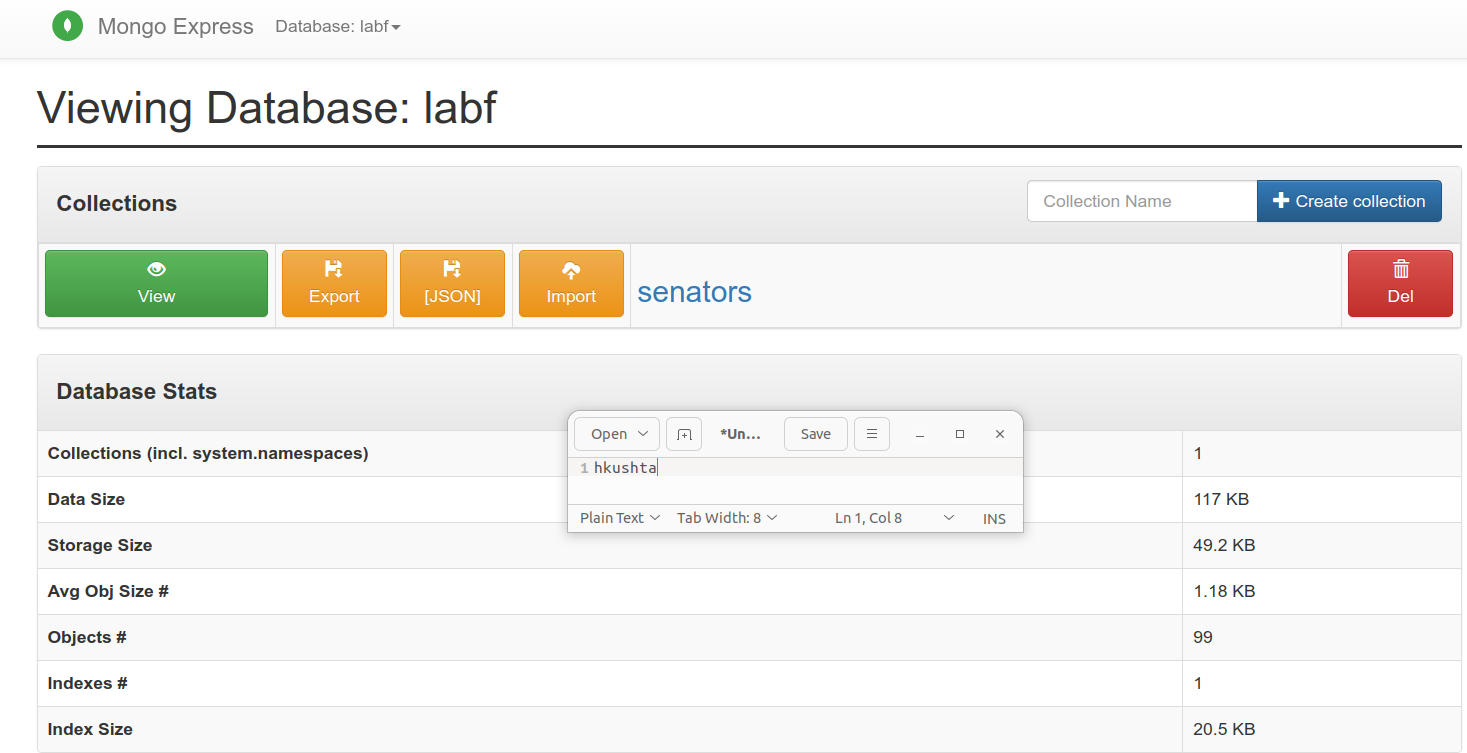 Mongo Express Database: labf
Viewing Database: labf
Collections
Collection Name
Create collection
View
Export
[JSON]
Import
senators
Del
Database Stats
Collections (incl. system.namespaces) 1
Data Size 117 KB
Storage Size 49.2 KB
Avg Obj Size # 1.18 KB
Objects # 99
Indexes # 1
Index Size 20.5 KB
Open *Un... Save
1 hkushta
Plain Text Tab Width: 8 Ln 1, Col 8 INS